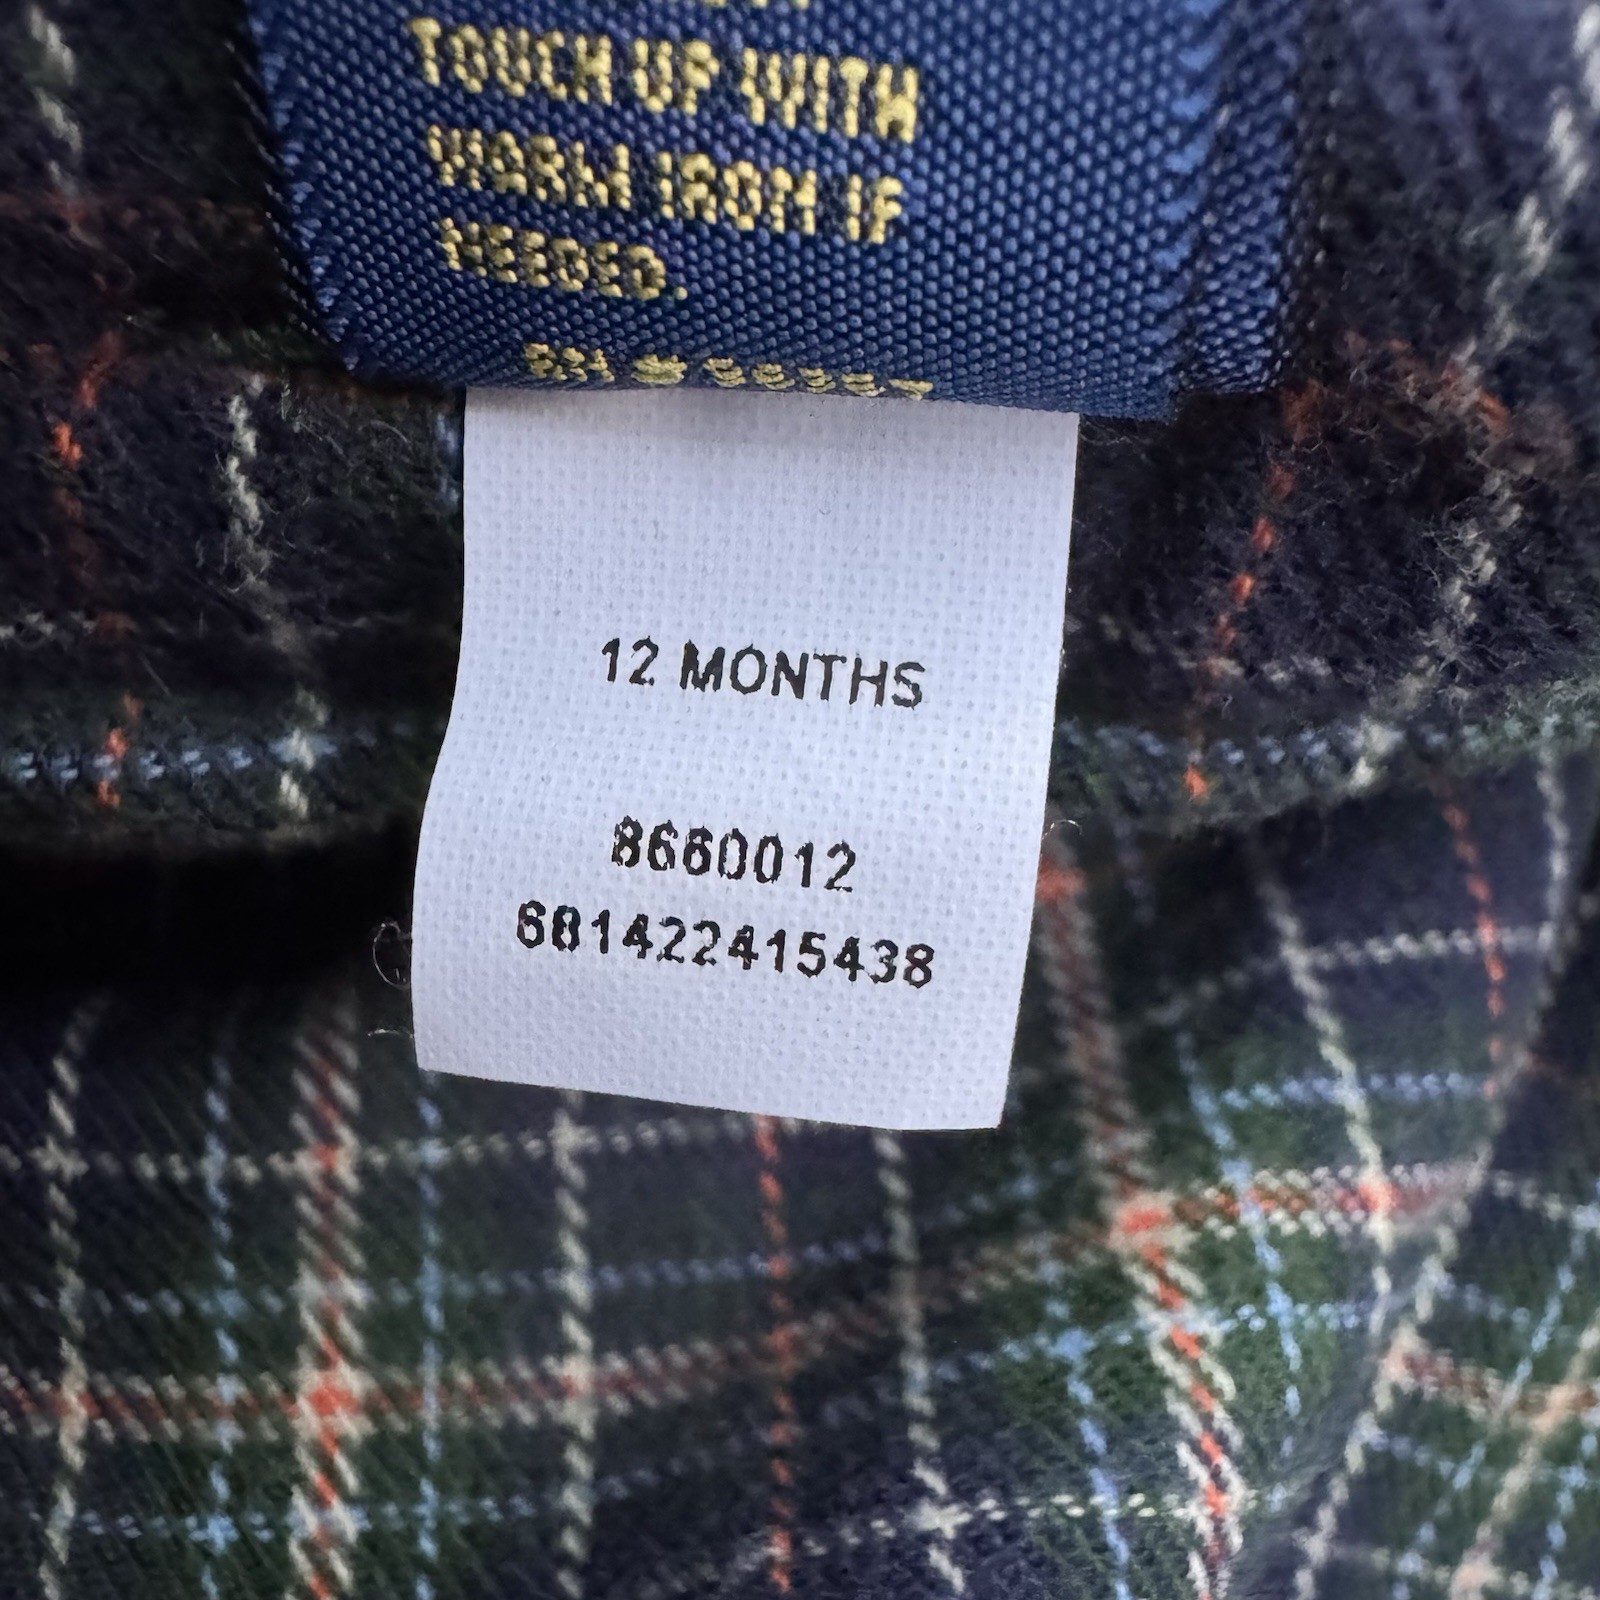 TOUCH UP WITH
WARM IRON IF
NEEDED.
12 MONTHS
8660012
681422415438